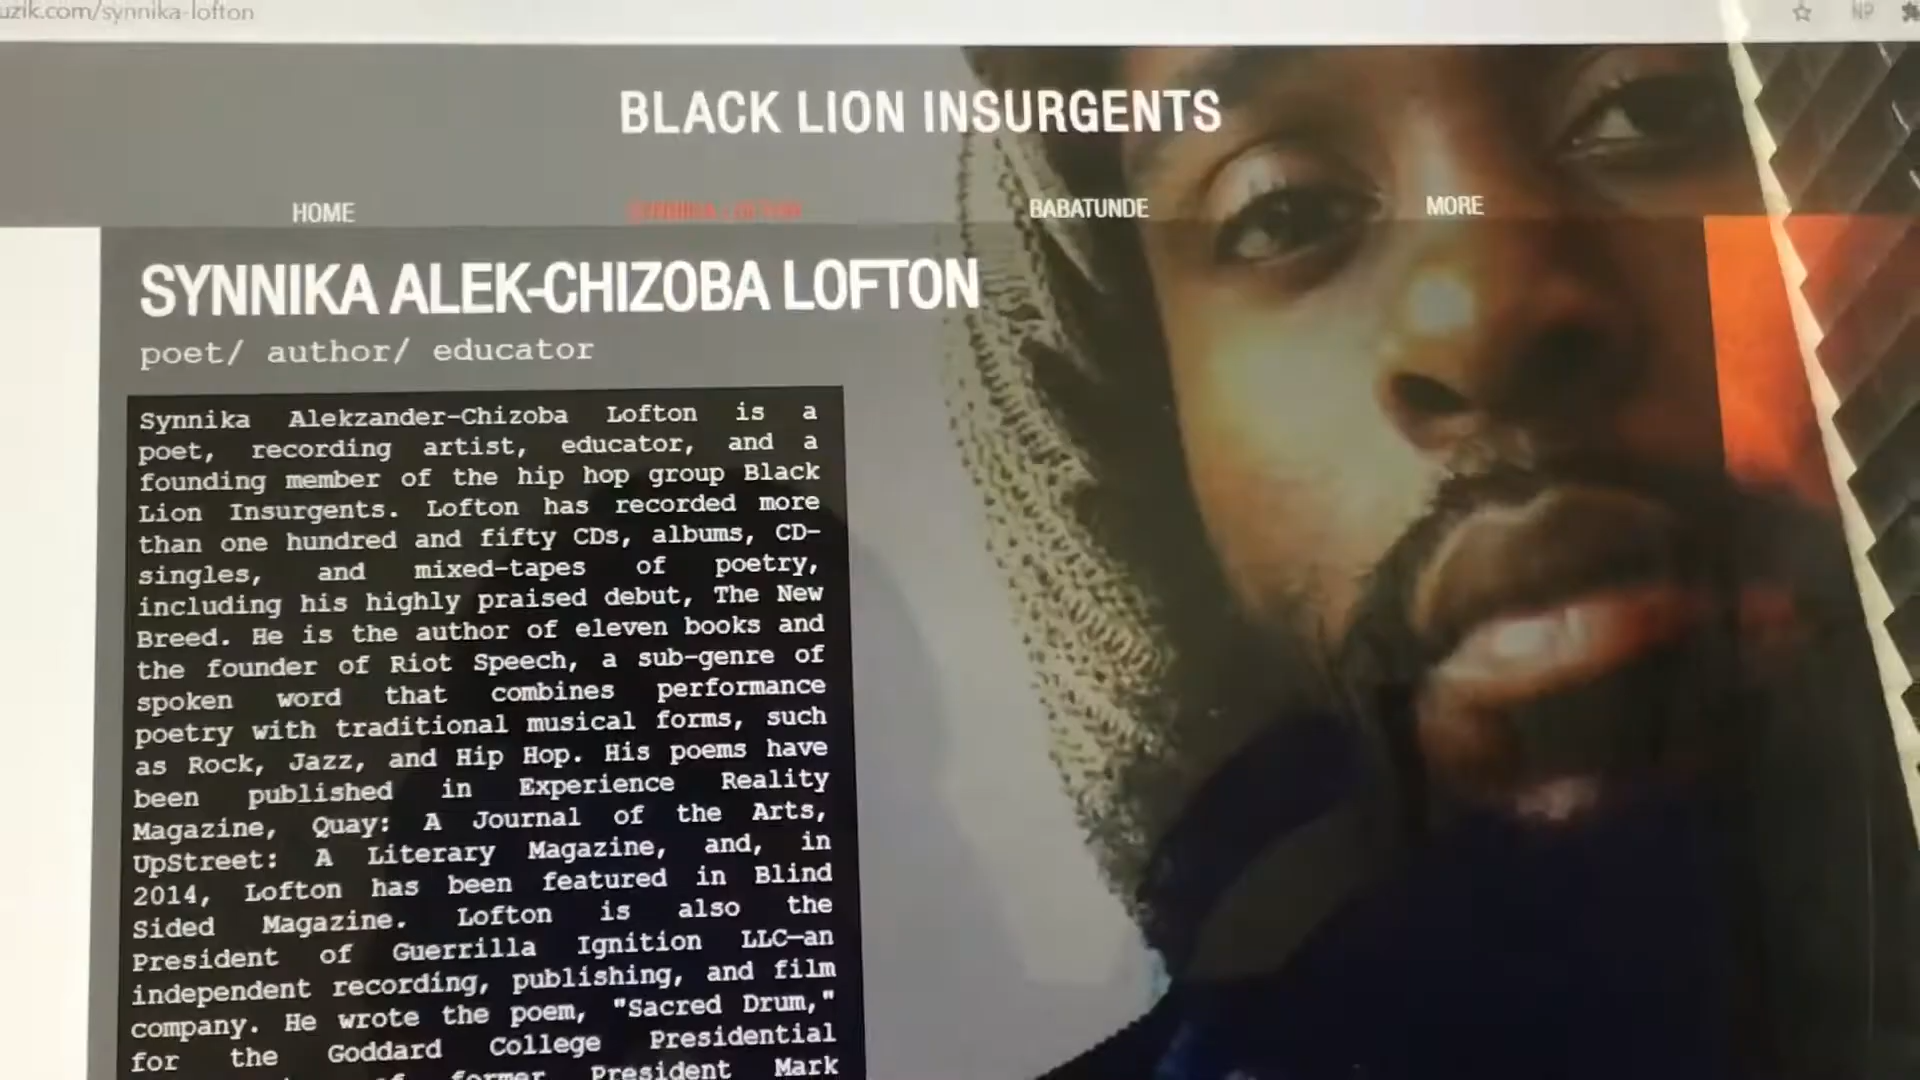 uzik.com/synnika-lofton
NP
BLACK LION INSURGENTS
HOME
SYNNIKA LOFTON
BABATUNDE
MORE
SYNNIKA ALEK-CHIZOBA LOFTON
poet/ author/ educator
Synnika Alekzander-Chizoba Lofton is a
poet, recording artist, educator, and a
founding member of the hip hop group Black
Lion Insurgents. Lofton has recorded more
than one hundred and fifty CDs, albums, CD-
singles, and mixed-tapes of poetry,
including his highly praised debut, The New
Breed. He is the author of eleven books and
the founder of Riot Speech, a sub-genre of
spoken word that combines performance
poetry with traditional musical forms, such
as Rock, Jazz, and Hip Hop. His poems have
been published in Experience Reality
Magazine, Quay: A Journal of the Arts,
UpStreet: A Literary Magazine, and, in
2014, Lofton has been featured in Blind
Sided Magazine. Lofton is also the
President of Guerrilla Ignition LLC—an
independent recording, publishing, and film
company. He wrote the poem, "Sacred Drum,"
for the Goddard College Presidential
former President Mark